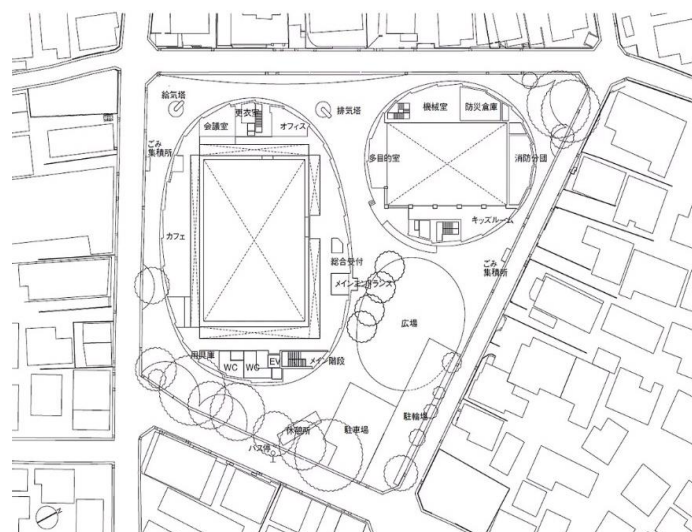 給気塔
会議室
更衣室
オフィス
排気塔
機械室
防災倉庫
ごみ
集積所
多目的室
消防分団
カフェ
キッズルーム
総合受付
メインエントランス
ごみ
集積所
広場
用具庫
WC
WC
EV
メイン階段
休憩所
駐車場
駐輪場
バス停
N